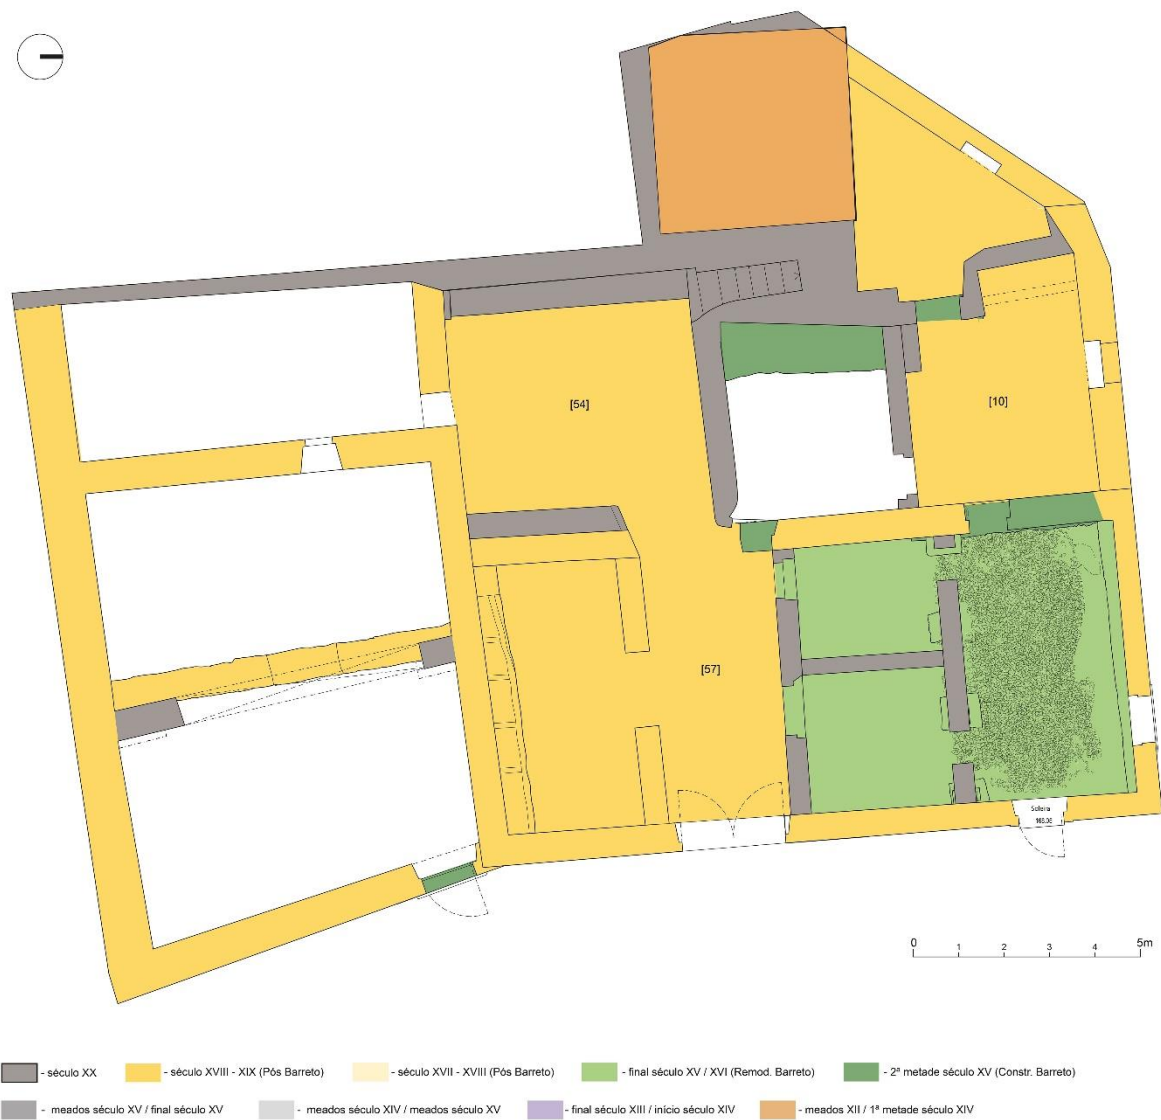 [54]
[10]
[57]
Soleira
168.08
0 1 2 3 4 5m
- século XX
- século XVIII - XIX (Pós Barreto)
- século XVII - XVIII (Pós Barreto)
- final século XV / XVI (Remod. Barreto)
- 2ª metade século XV (Constr. Barreto)
- meados século XV / final século XV
- meados século XIV / meados século XV
- final século XIII / início século XIV
- meados XII / 1ª metade século XIV